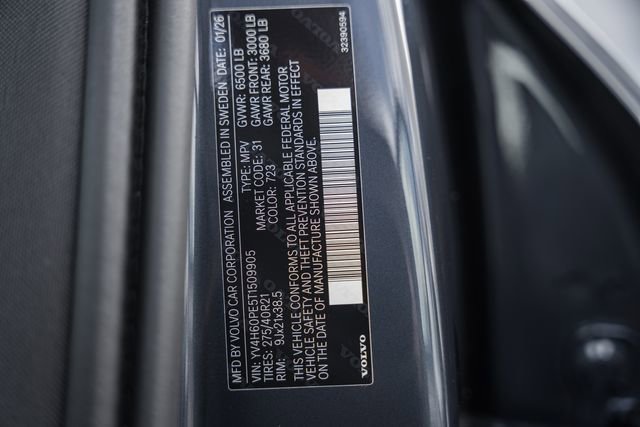 MFD BY VOLVO CAR CORPORATION ASSEMBLED IN SWEDEN DATE: 01/26
GVWR: 6500 LB
GAWR FRONT: 3000 LB
GAWR REAR: 3680 LB
VIN: YV4H60PE5T1509905 TYPE: MPV
TIRES: 275/40R21 MARKET CODE: 31
RIM: 9Jx21x38.5 COLOR: 723
THIS VEHICLE CONFORMS TO ALL APPLICABLE FEDERAL MOTOR
VEHICLE SAFETY AND THEFT PREVENTION STANDARDS IN EFFECT
ON THE DATE OF MANUFACTURE SHOWN ABOVE.
VOLVO
32390594